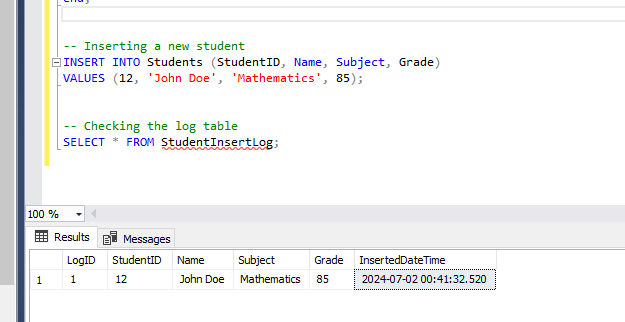 -- Inserting a new student
INSERT INTO Students (StudentID, Name, Subject, Grade)
VALUES (12, 'John Doe', 'Mathematics', 85);
-- Checking the log table
SELECT * FROM StudentInsertLog;
100 %
Results Messages
LogID StudentID Name Subject Grade InsertedDateTime
1 1 12 John Doe Mathematics 85 2024-07-02 00:41:32.520